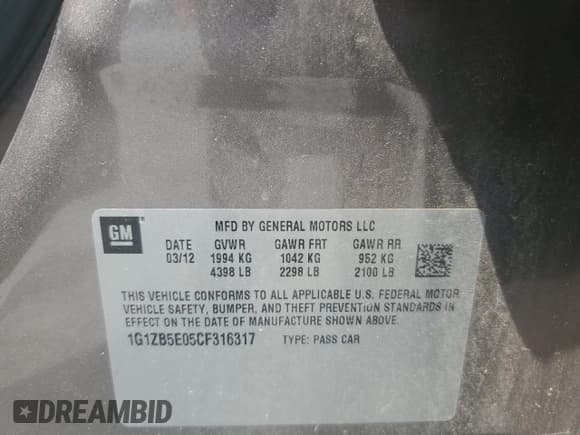 GM
MFD BY GENERAL MOTORS LLC
DATE GVWR GAWR FRT GAWR RR
03/12 1994 KG 1042 KG 952 KG
4398 LB 2298 LB 2100 LB
THIS VEHICLE CONFORMS TO ALL APPLICABLE U.S. FEDERAL MOTOR
VEHICLE SAFETY, BUMPER, AND THEFT PREVENTION STANDARDS IN
EFFECT ON THE DATE OF MANUFACTURE SHOWN ABOVE.
1G1ZB5E05CF316317 TYPE: PASS CAR
DREAMBID